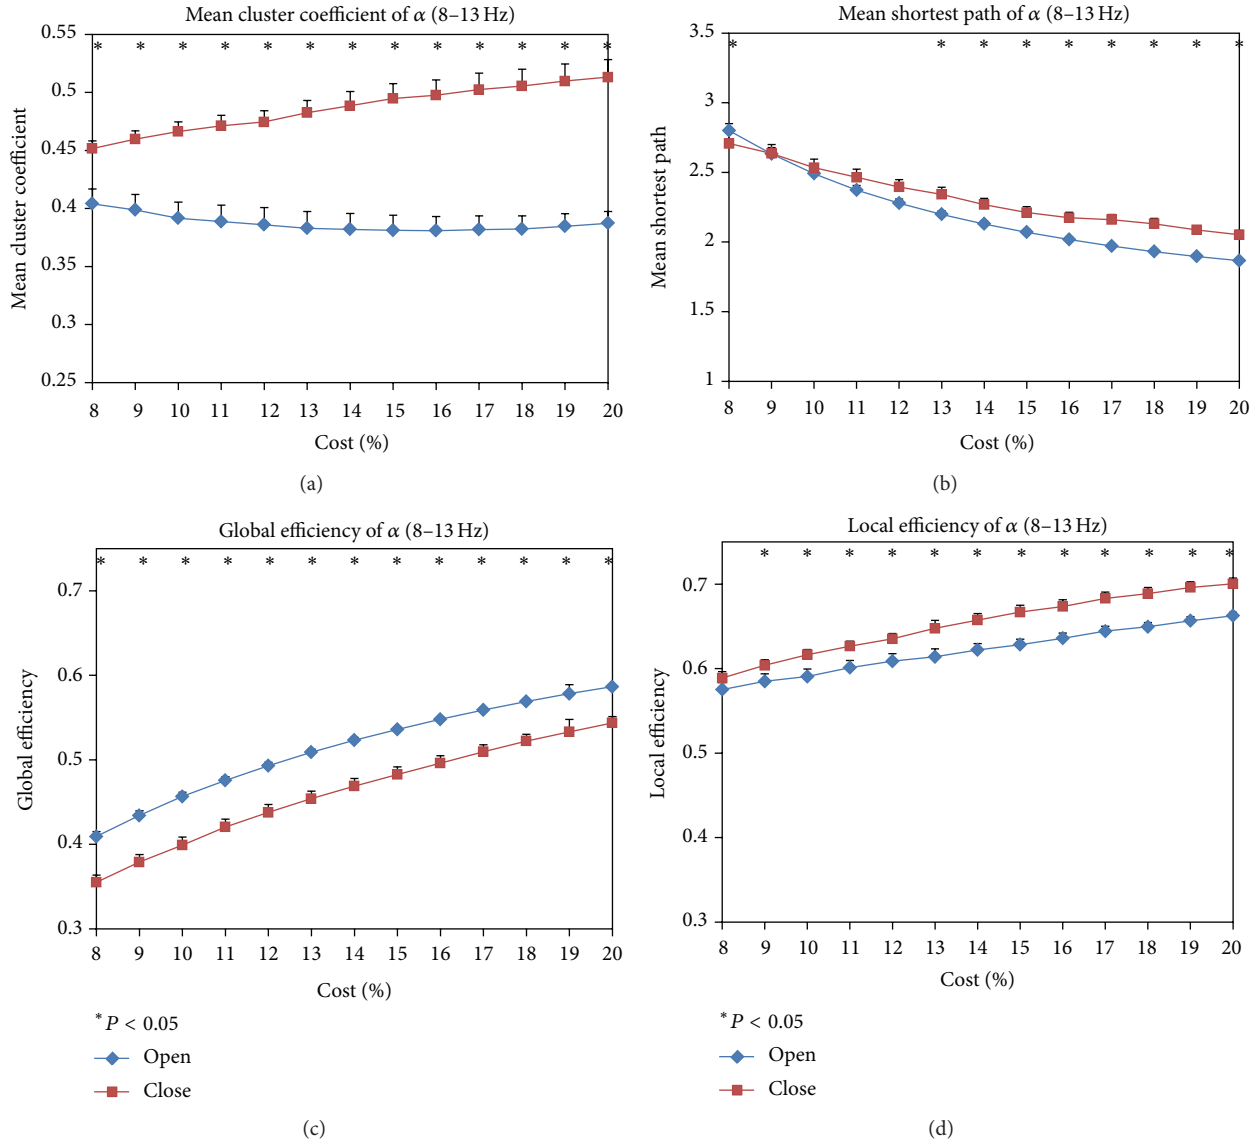 Mean cluster coefficient of α (8–13 Hz)
0.55
* * * * * * * * * * * * *
0.5
0.45
0.4
0.35
0.3
0.25
Mean cluster coefficient
8 9 10 11 12 13 14 15 16 17 18 19 20
Cost (%)
(a)
Mean shortest path of α (8–13 Hz)
3.5
* * * * * * * * *
3
2.5
2
1.5
1
Mean shortest path
8 9 10 11 12 13 14 15 16 17 18 19 20
Cost (%)
(b)
Global efficiency of α (8–13 Hz)
* * * * * * * * * * * * *
0.7
0.6
0.5
0.4
0.3
Global efficiency
8 9 10 11 12 13 14 15 16 17 18 19 20
Cost (%)
* P < 0.05
Open
Close
(c)
Local efficiency of α (8–13 Hz)
* * * * * * * * * * * *
0.7
0.6
0.5
0.4
0.3
Local efficiency
8 9 10 11 12 13 14 15 16 17 18 19 20
Cost (%)
* P < 0.05
Open
Close
(d)